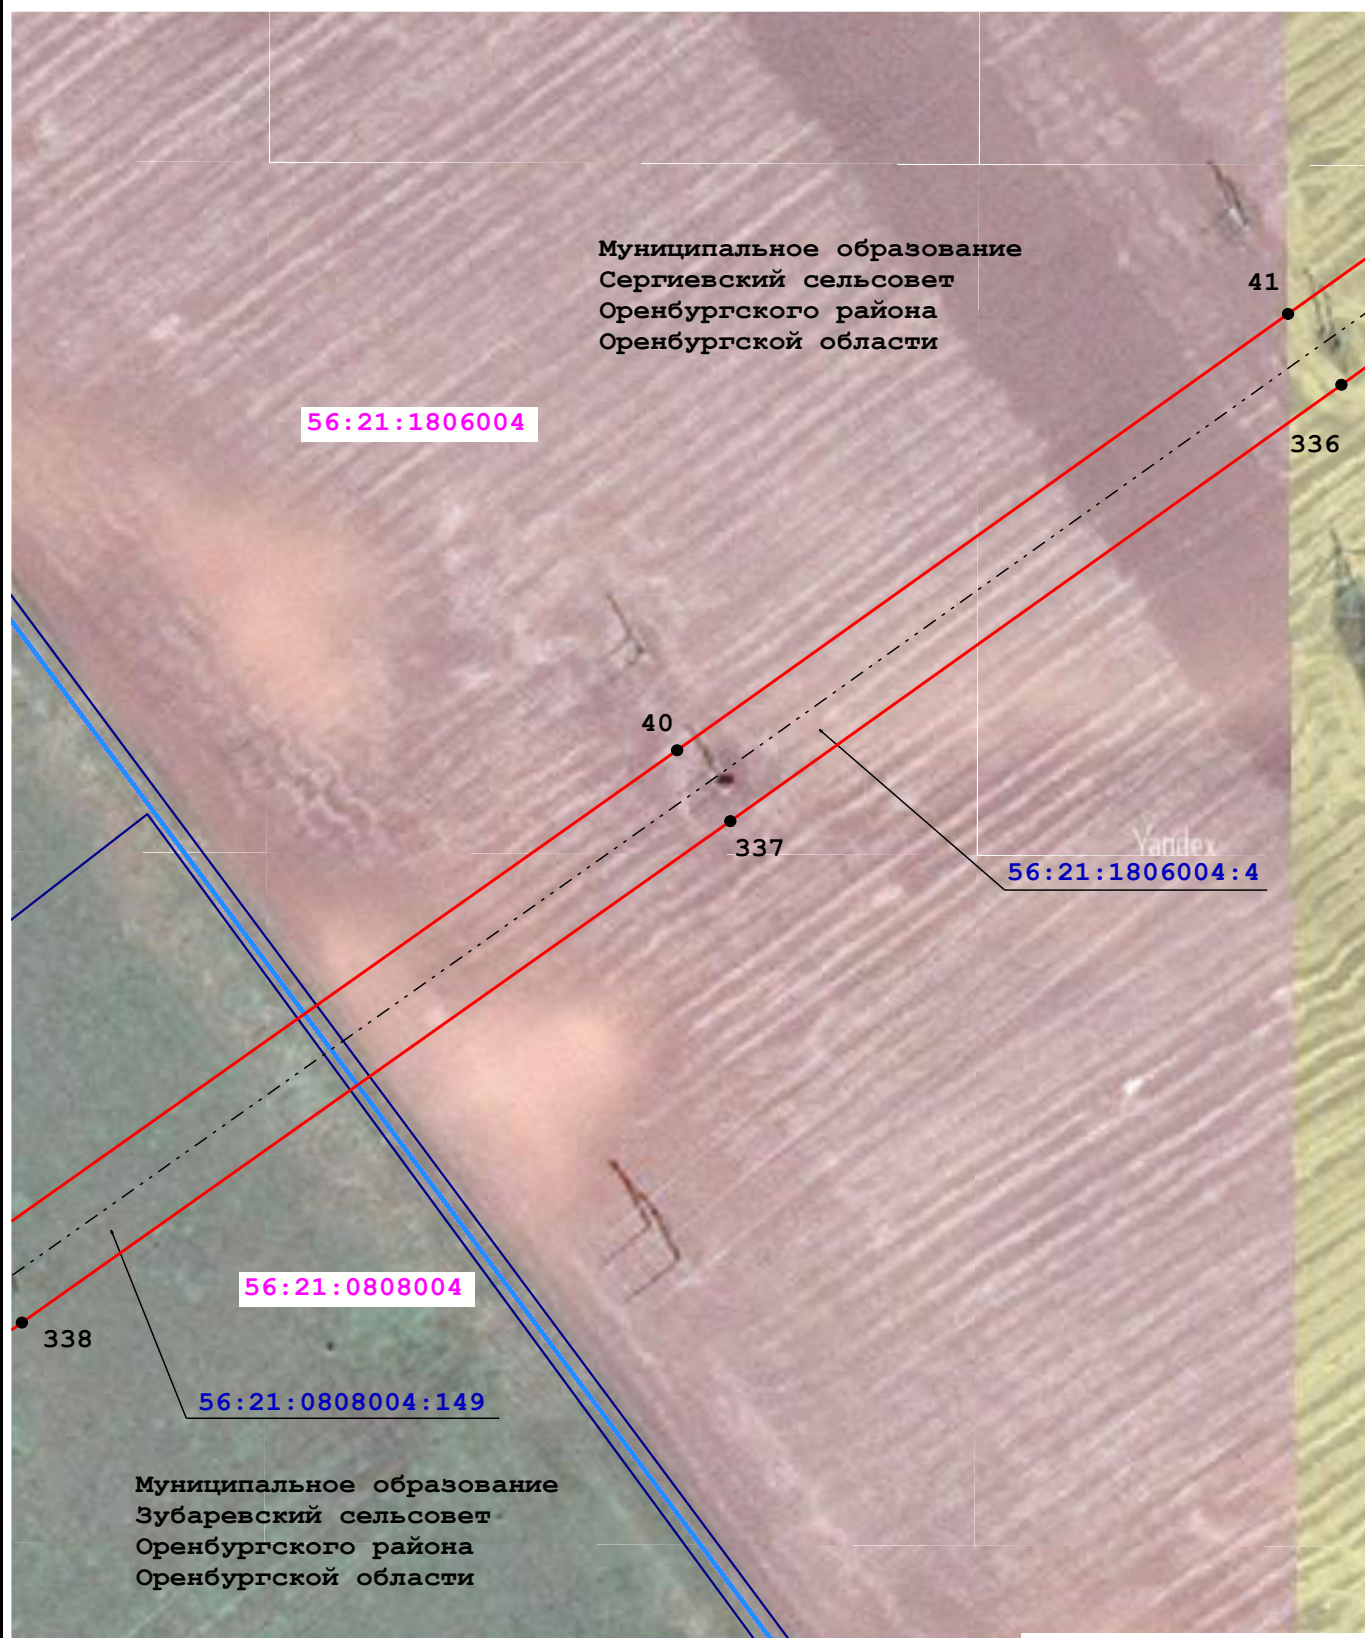 Муниципальное образование
Сергиевский сельсовет
Оренбургского района
Оренбургской области
41
56:21:1806004
336
40
337
Yandex
56:21:1806004:4
56:21:0808004
338
56:21:0808004:149
Муниципальное образование
Зубаревский сельсовет
Оренбургского района
Оренбургской области